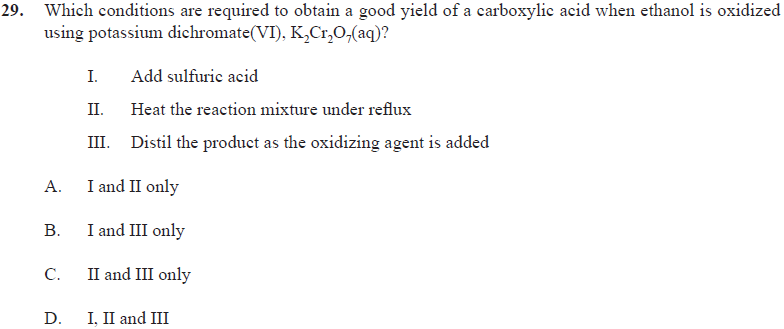 29. Which conditions are required to obtain a good yield of a carboxylic acid when ethanol is oxidized
using potassium dichromate(VI), K₂Cr₂O₇(aq)?
I. Add sulfuric acid
II. Heat the reaction mixture under reflux
III. Distil the product as the oxidizing agent is added
A. I and II only
B. I and III only
C. II and III only
D. I, II and III